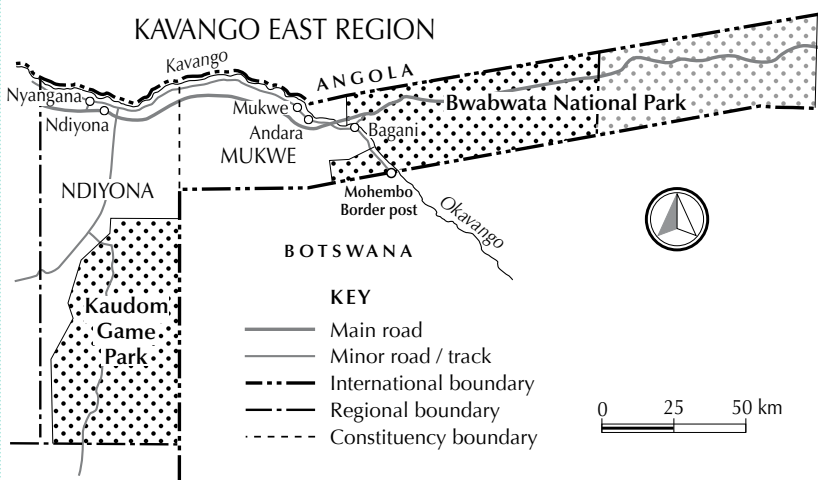 KAVANGO EAST REGION
Kavango
ANGOLA
Nyangana
Ndiyona
Mukwe
Andara
Bagani
Bwabwata National Park
MUKWE
NDIYONA
Mohembo
Border post
Okavango
BOTSWANA
Kaudom
Game
Park
KEY
Main road
Minor road / track
International boundary
Regional boundary
Constituency boundary
0 25 50 km